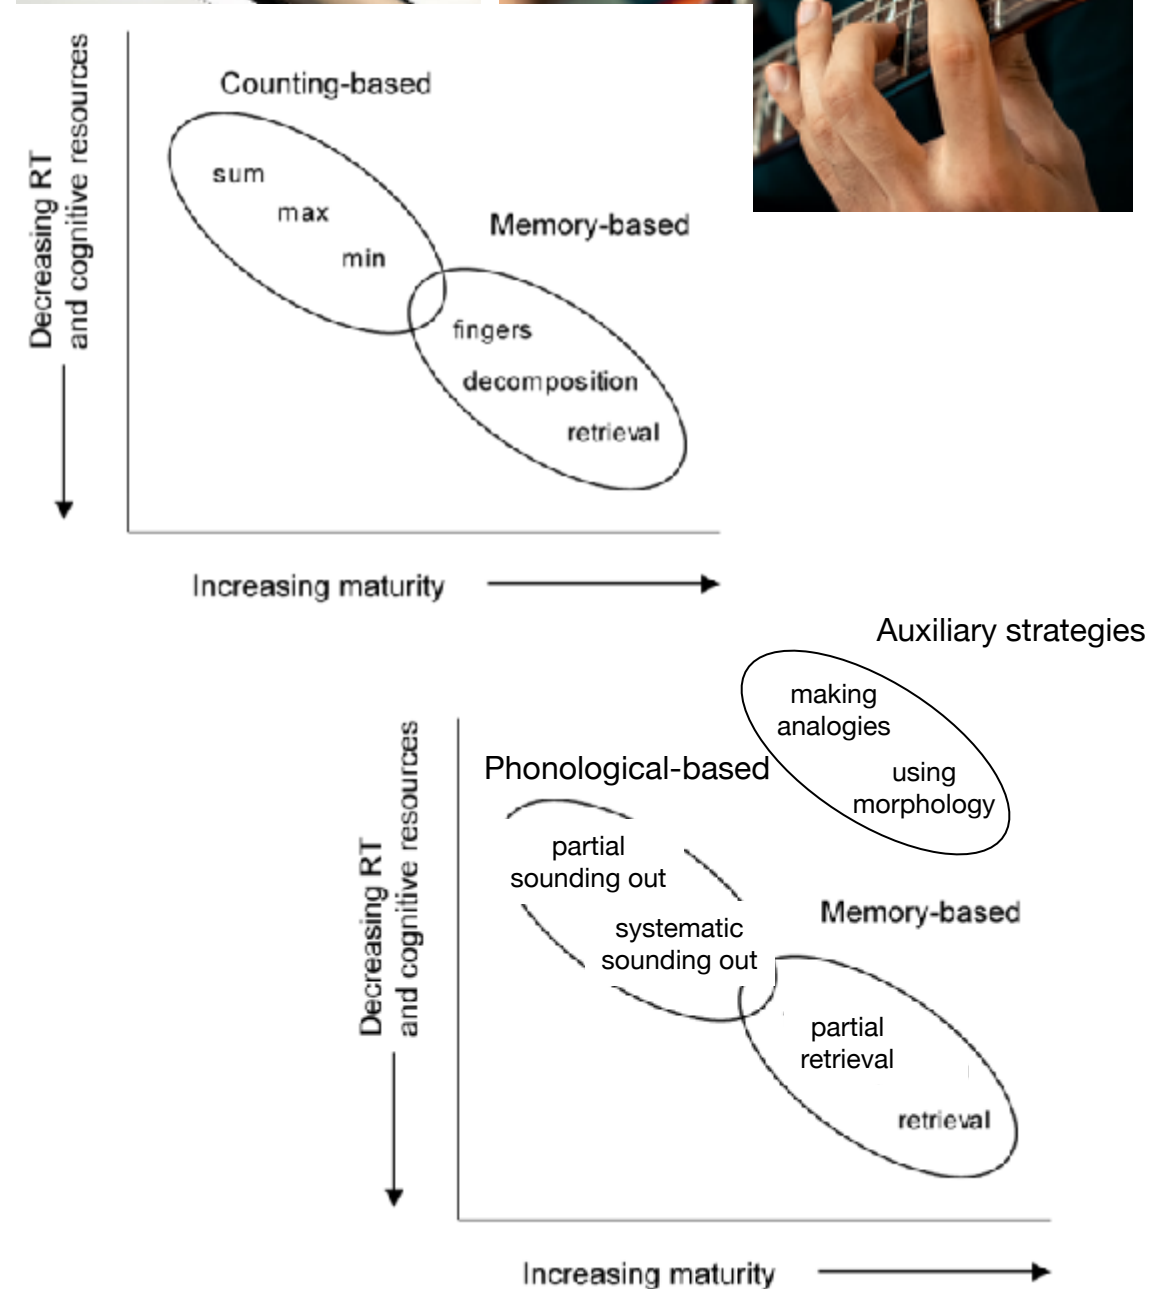 Counting-based
sum
max
min
Memory-based
fingers
decomposition
retrieval
Decreasing RT
and cognitive resources
Increasing maturity
Auxiliary strategies
making
analogies
using
morphology
Phonological-based
partial
sounding out
systematic
sounding out
Memory-based
partial
retrieval
retrieval
Decreasing RT
and cognitive resources
Increasing maturity